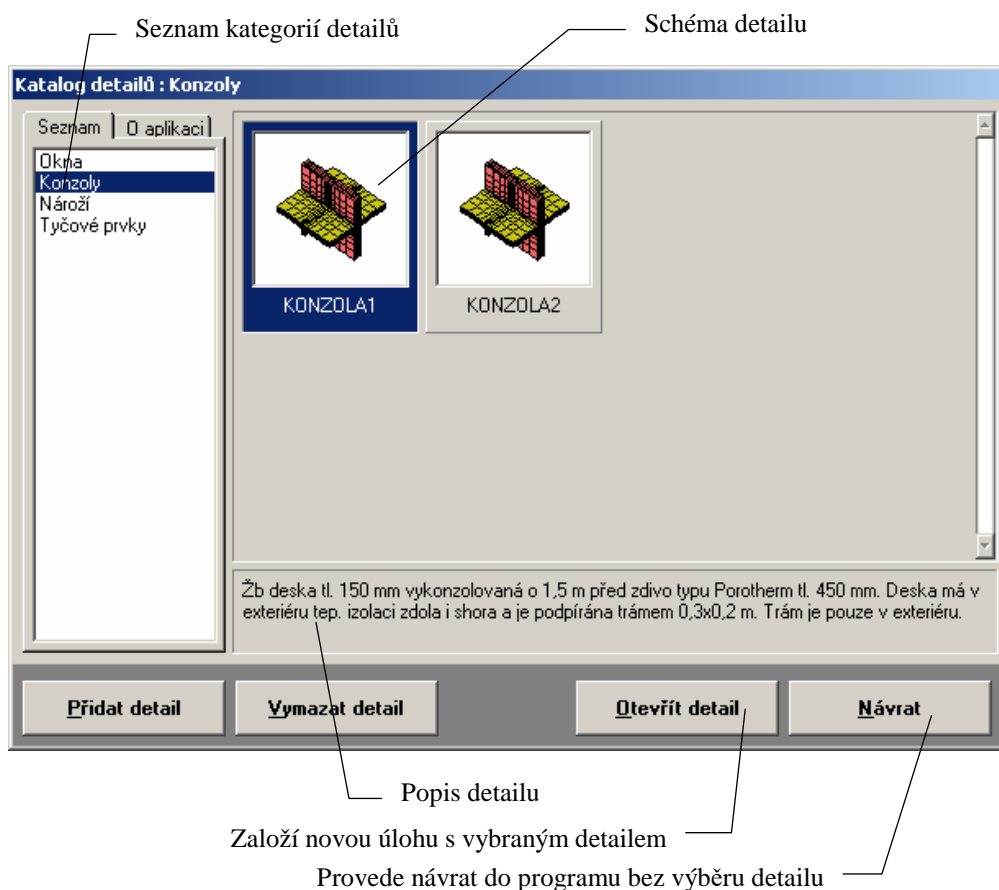 Seznam kategorií detailů
Schéma detailu
Katalog detailů : Konzoly
Seznam
O aplikaci
Okna
Konzoly
Nároží
Tyčové prvky
KONZOLA1
KONZOLA2
Žb deska tl. 150 mm vykonzolovaná o 1,5 m před zdivo typu Porotherm tl. 450 mm. Deska má v
exteriéru tep. izolaci zdola i shora a je podpírána trámem 0,3x0,2 m. Trám je pouze v exteriéru.
Přidat detail
Vymazat detail
Otevřít detail
Návrat
Popis detailu
Založí novou úlohu s vybraným detailem
Provede návrat do programu bez výběru detailu